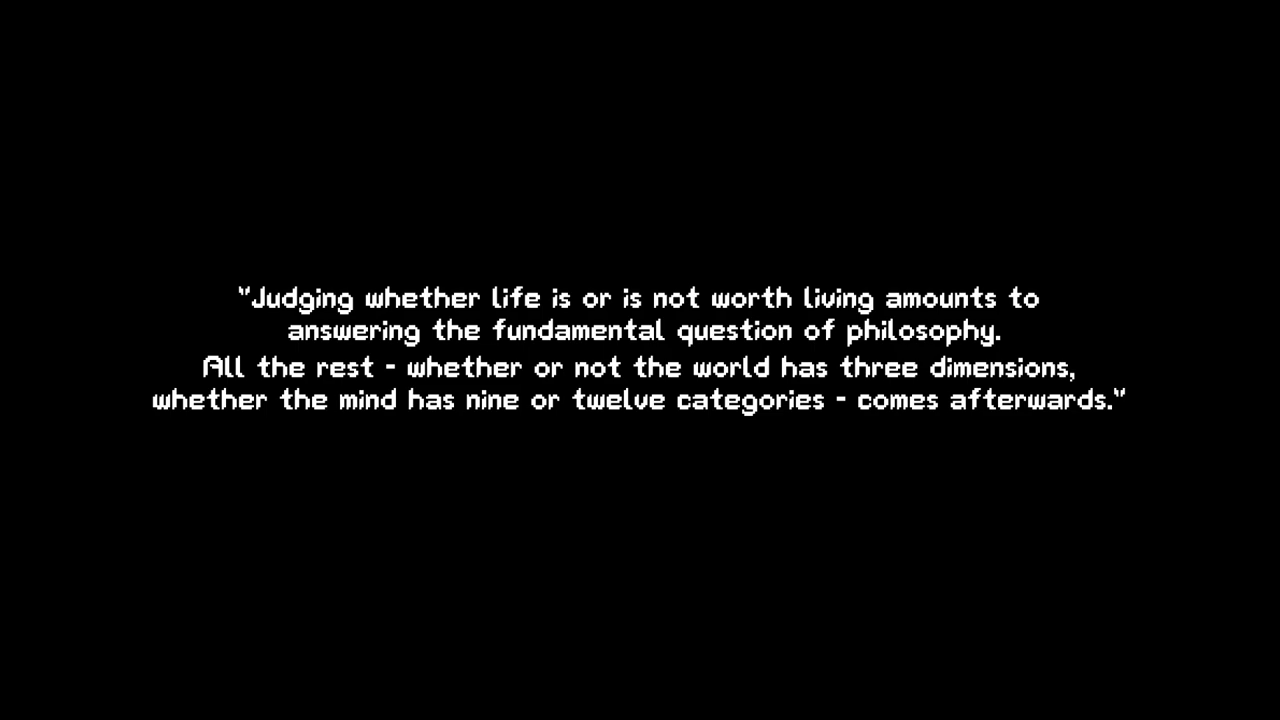 "Judging whether life is or is not worth living amounts to
answering the fundamental question of philosophy.
All the rest - whether or not the world has three dimensions,
whether the mind has nine or twelve categories - comes afterwards."